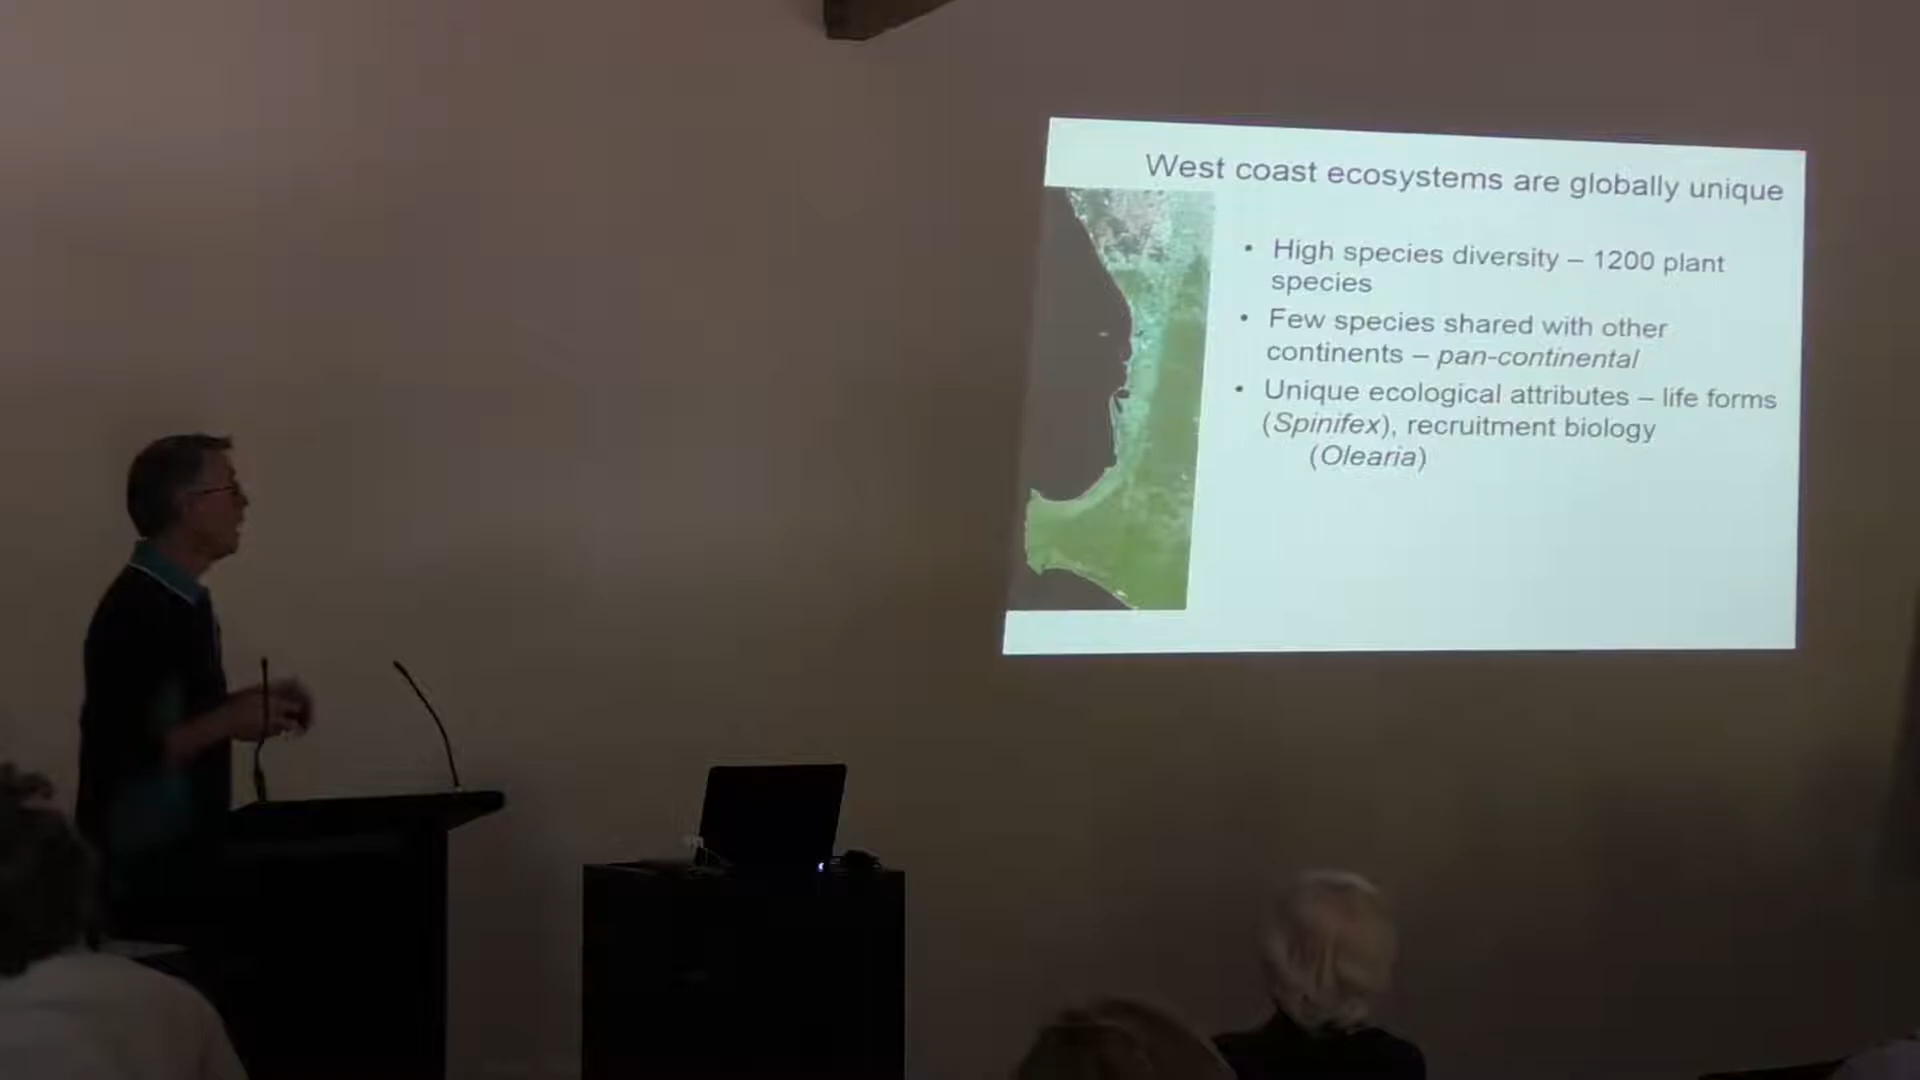 West coast ecosystems are globally unique
• High species diversity – 1200 plant
species
• Few species shared with other
continents – pan-continental
• Unique ecological attributes – life forms
(Spinifex), recruitment biology
(Olearia)